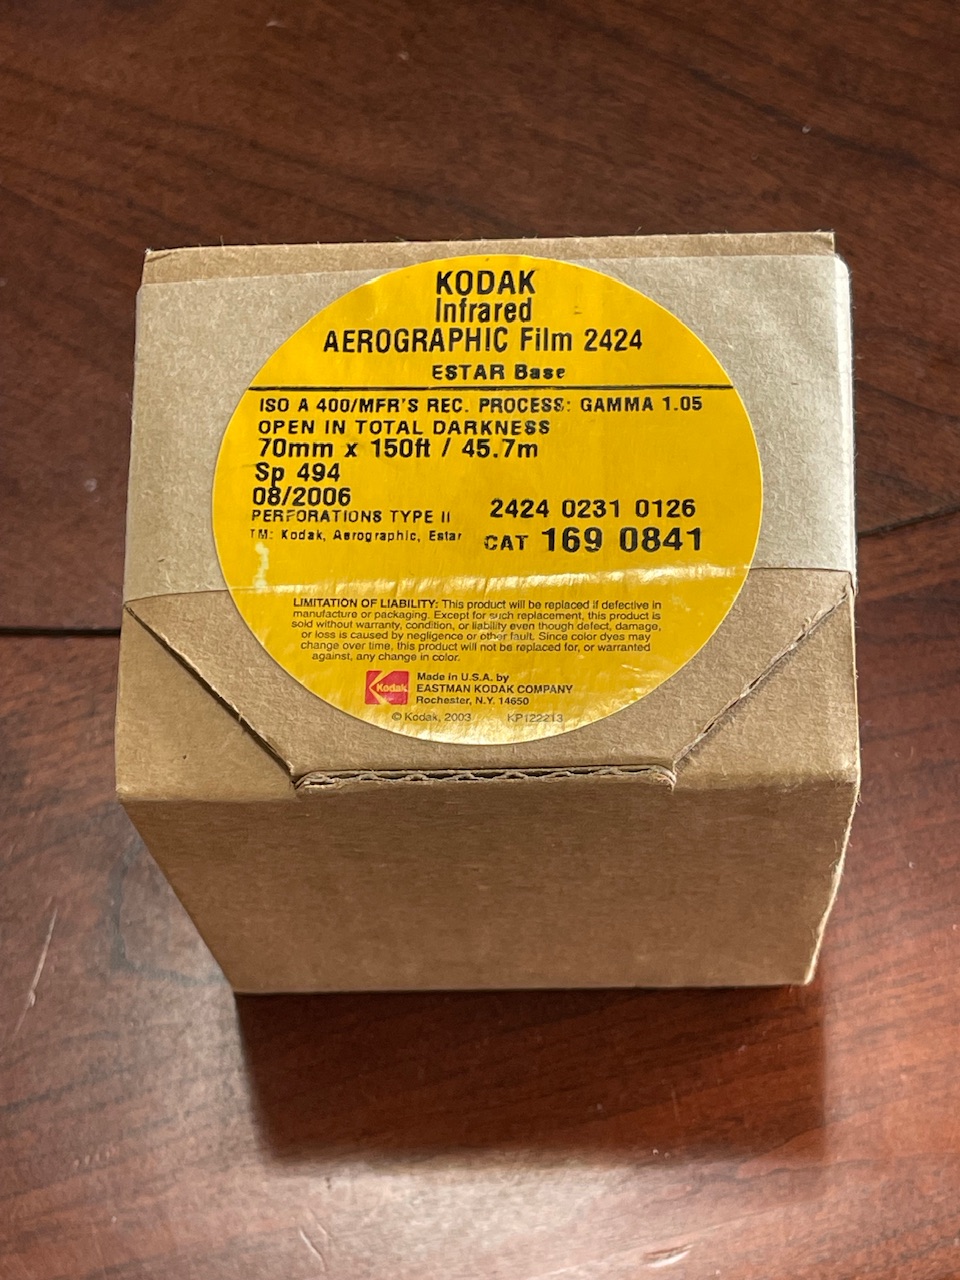 KODAK
Infrared
AEROGRAPHIC Film 2424
ESTAR Base
ISO A 400/MFR'S REC. PROCESS: GAMMA 1.05
OPEN IN TOTAL DARKNESS
70mm x 150ft / 45.7m
Sp 494
08/2006
PERFORATIONS TYPE II
2424 0231 0126
TM: Kodak, Aerographic, Estar
CAT 169 0841
LIMITATION OF LIABILITY: This product will be replaced if defective in
manufacture or packaging. Except for such replacement, this product is
sold without warranty, condition, or liability even though defect, damage,
or loss is caused by negligence or other fault. Since color dyes may
change over time, this product will not be replaced for, or warranted
against, any change in color.
Kodak
Made in U.S.A. by
EASTMAN KODAK COMPANY
Rochester, N.Y. 14650
© Kodak, 2003 KP122213